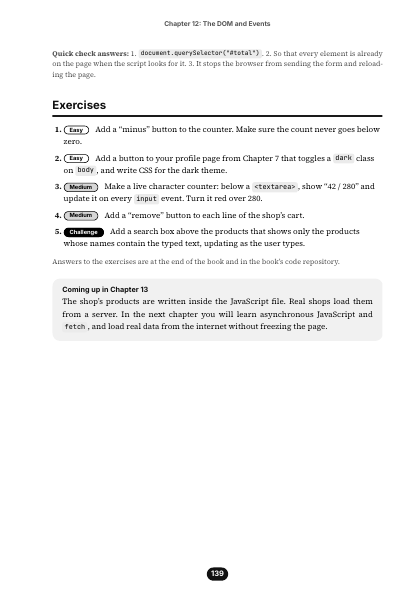 Chapter 12: The DOM and Events
Quick check answers: 1. document.querySelector("#total"). 2. So that every element is already
on the page when the script looks for it. 3. It stops the browser from sending the form and reload-
ing the page.
Exercises
1. Easy Add a “minus” button to the counter. Make sure the count never goes below
zero.
2. Easy Add a button to your profile page from Chapter 7 that toggles a dark class
on body, and write CSS for the dark theme.
3. Medium Make a live character counter: below a <textarea>, show “42 / 280” and
update it on every input event. Turn it red over 280.
4. Medium Add a “remove” button to each line of the shop’s cart.
5. Challenge Add a search box above the products that shows only the products
whose names contain the typed text, updating as the user types.
Answers to the exercises are at the end of the book and in the book’s code repository.
Coming up in Chapter 13
The shop’s products are written inside the JavaScript file. Real shops load them
from a server. In the next chapter you will learn asynchronous JavaScript and
fetch, and load real data from the internet without freezing the page.
139